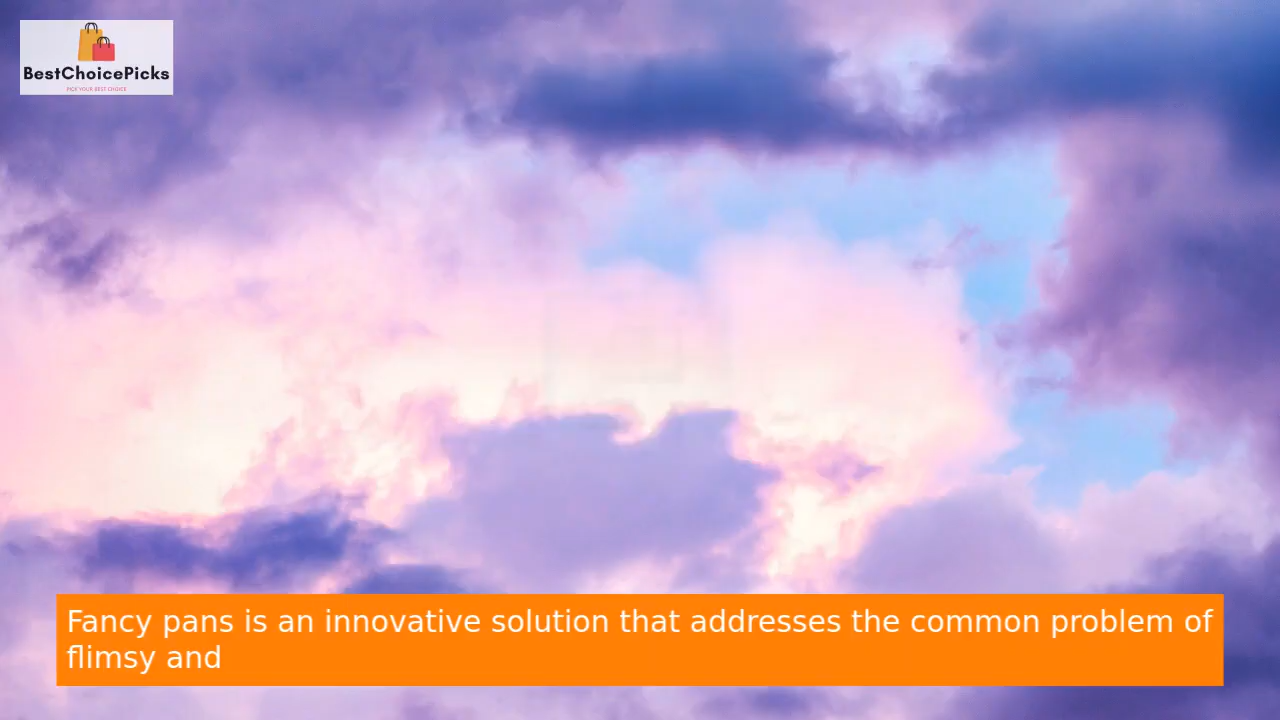 BestChoicePicks
PICK YOUR BEST CHOICE
Fancy pans is an innovative solution that addresses the common problem of
flimsy and